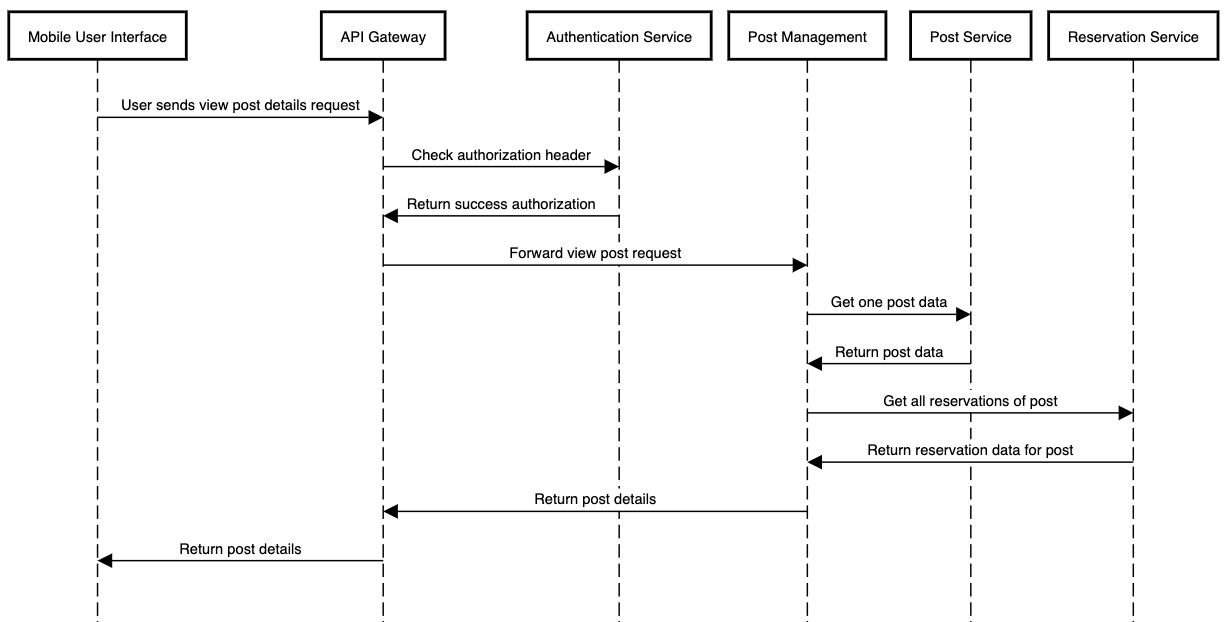 Mobile User Interface
API Gateway
Authentication Service
Post Management
Post Service
Reservation Service
User sends view post details request
Check authorization header
Return success authorization
Forward view post request
Get one post data
Return post data
Get all reservations of post
Return reservation data for post
Return post details
Return post details